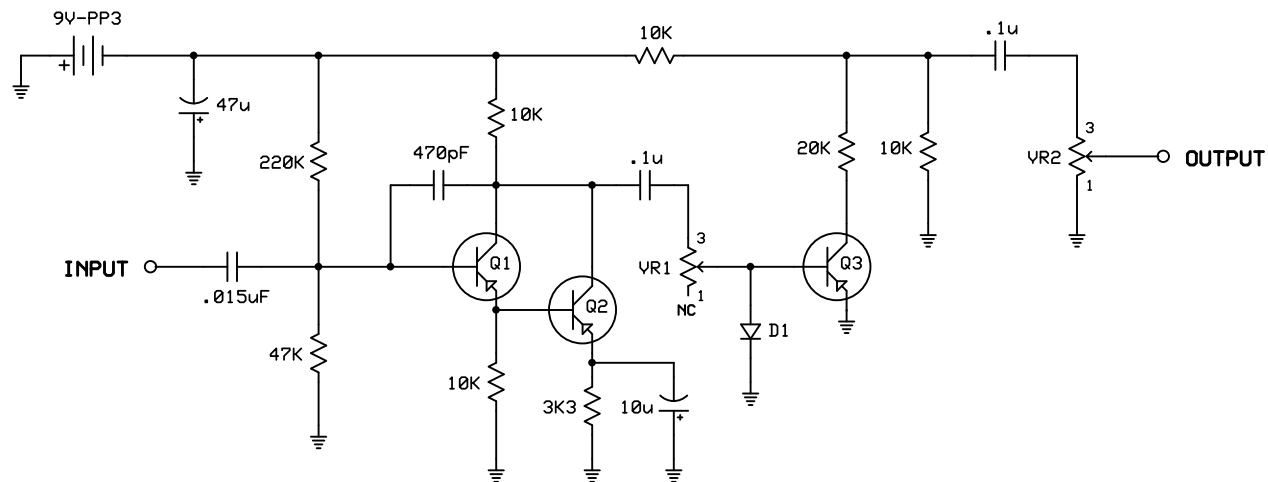 9V-PP3
+
10K
.1u
47u
+
10K
220K
470pF
.1u
20K
10K
3
VR2
OUTPUT
1
INPUT
.015uF
Q1
3
VR1
1
NC
Q3
Q2
D1
47K
10K
3K3
10u
+